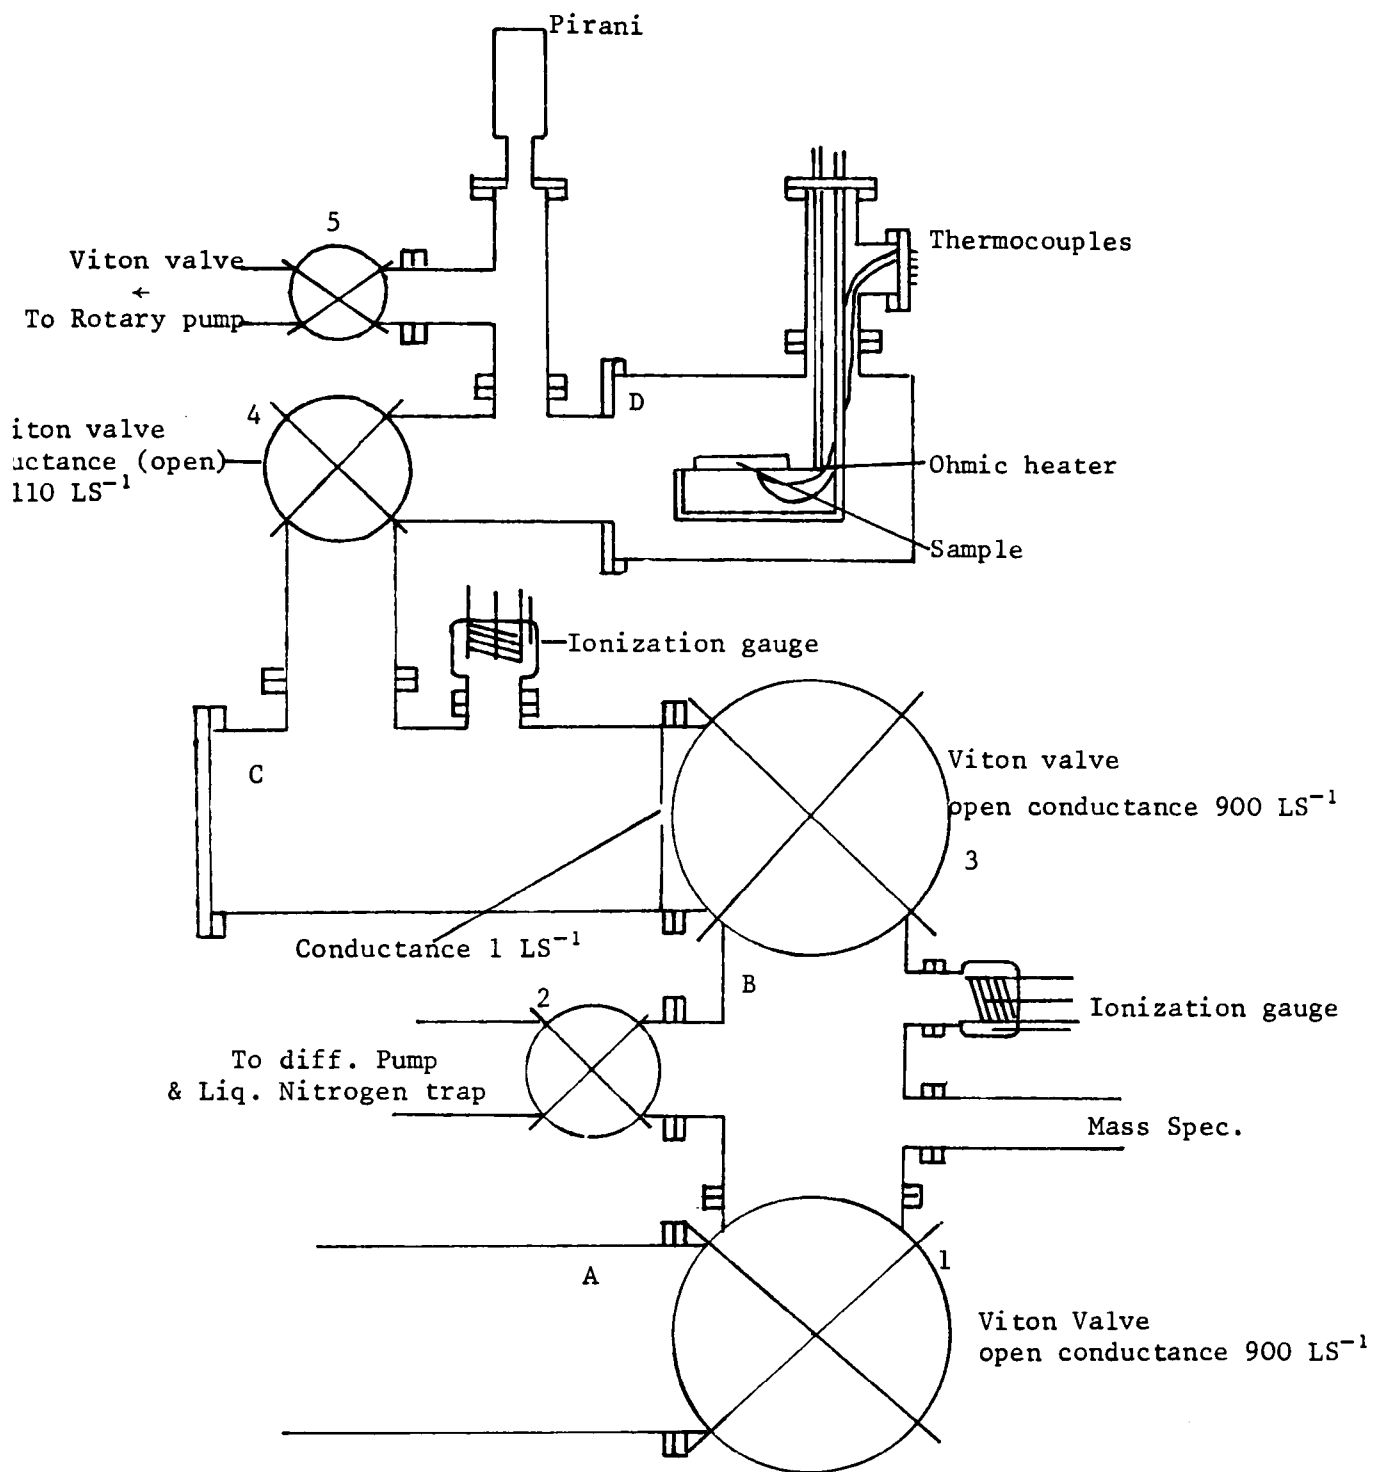 Pirani
5
Viton valve
←
To Rotary pump
Thermocouples
D
4
iton valve
uctance (open)
110 LS⁻¹
Ohmic heater
Sample
Ionization gauge
C
Viton valve
open conductance 900 LS⁻¹
3
Conductance 1 LS⁻¹
B
2
Ionization gauge
To diff. Pump
& Liq. Nitrogen trap
Mass Spec.
A
1
Viton Valve
open conductance 900 LS⁻¹